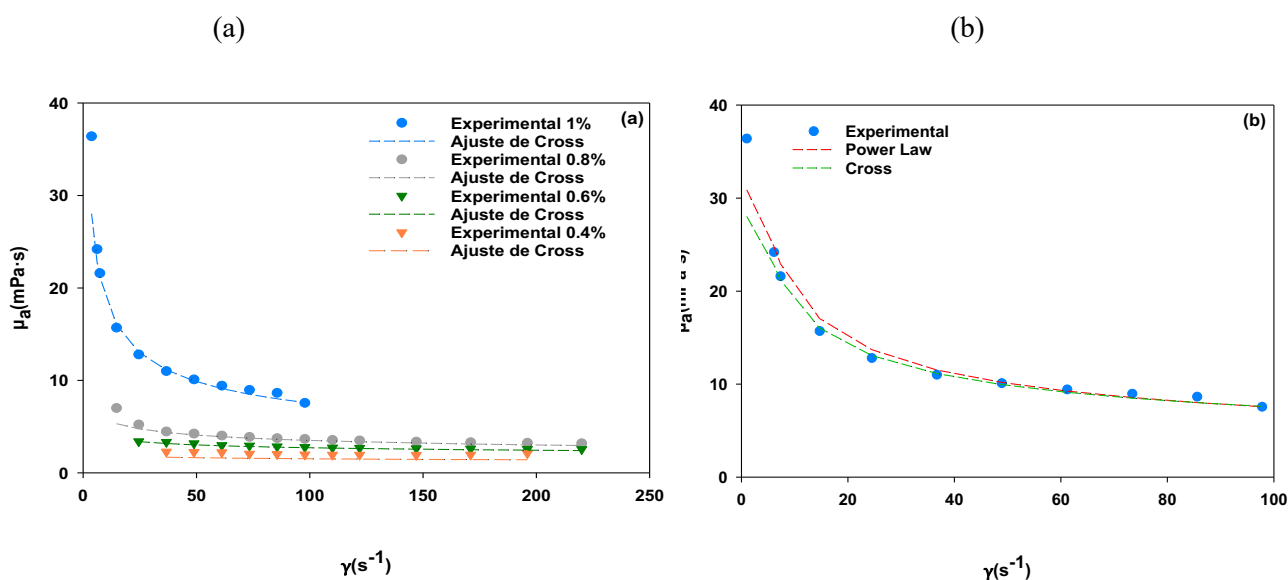 (a)
(b)
40
30
20
10
0
0
50
100
150
200
250
μa(mPa·s)
γ(s-1)
(a)
Experimental 1%
Ajuste de Cross
Experimental 0.8%
Ajuste de Cross
Experimental 0.6%
Ajuste de Cross
Experimental 0.4%
Ajuste de Cross
40
30
20
10
0
0
20
40
60
80
100
γ(s-1)
(b)
Experimental
Power Law
Cross